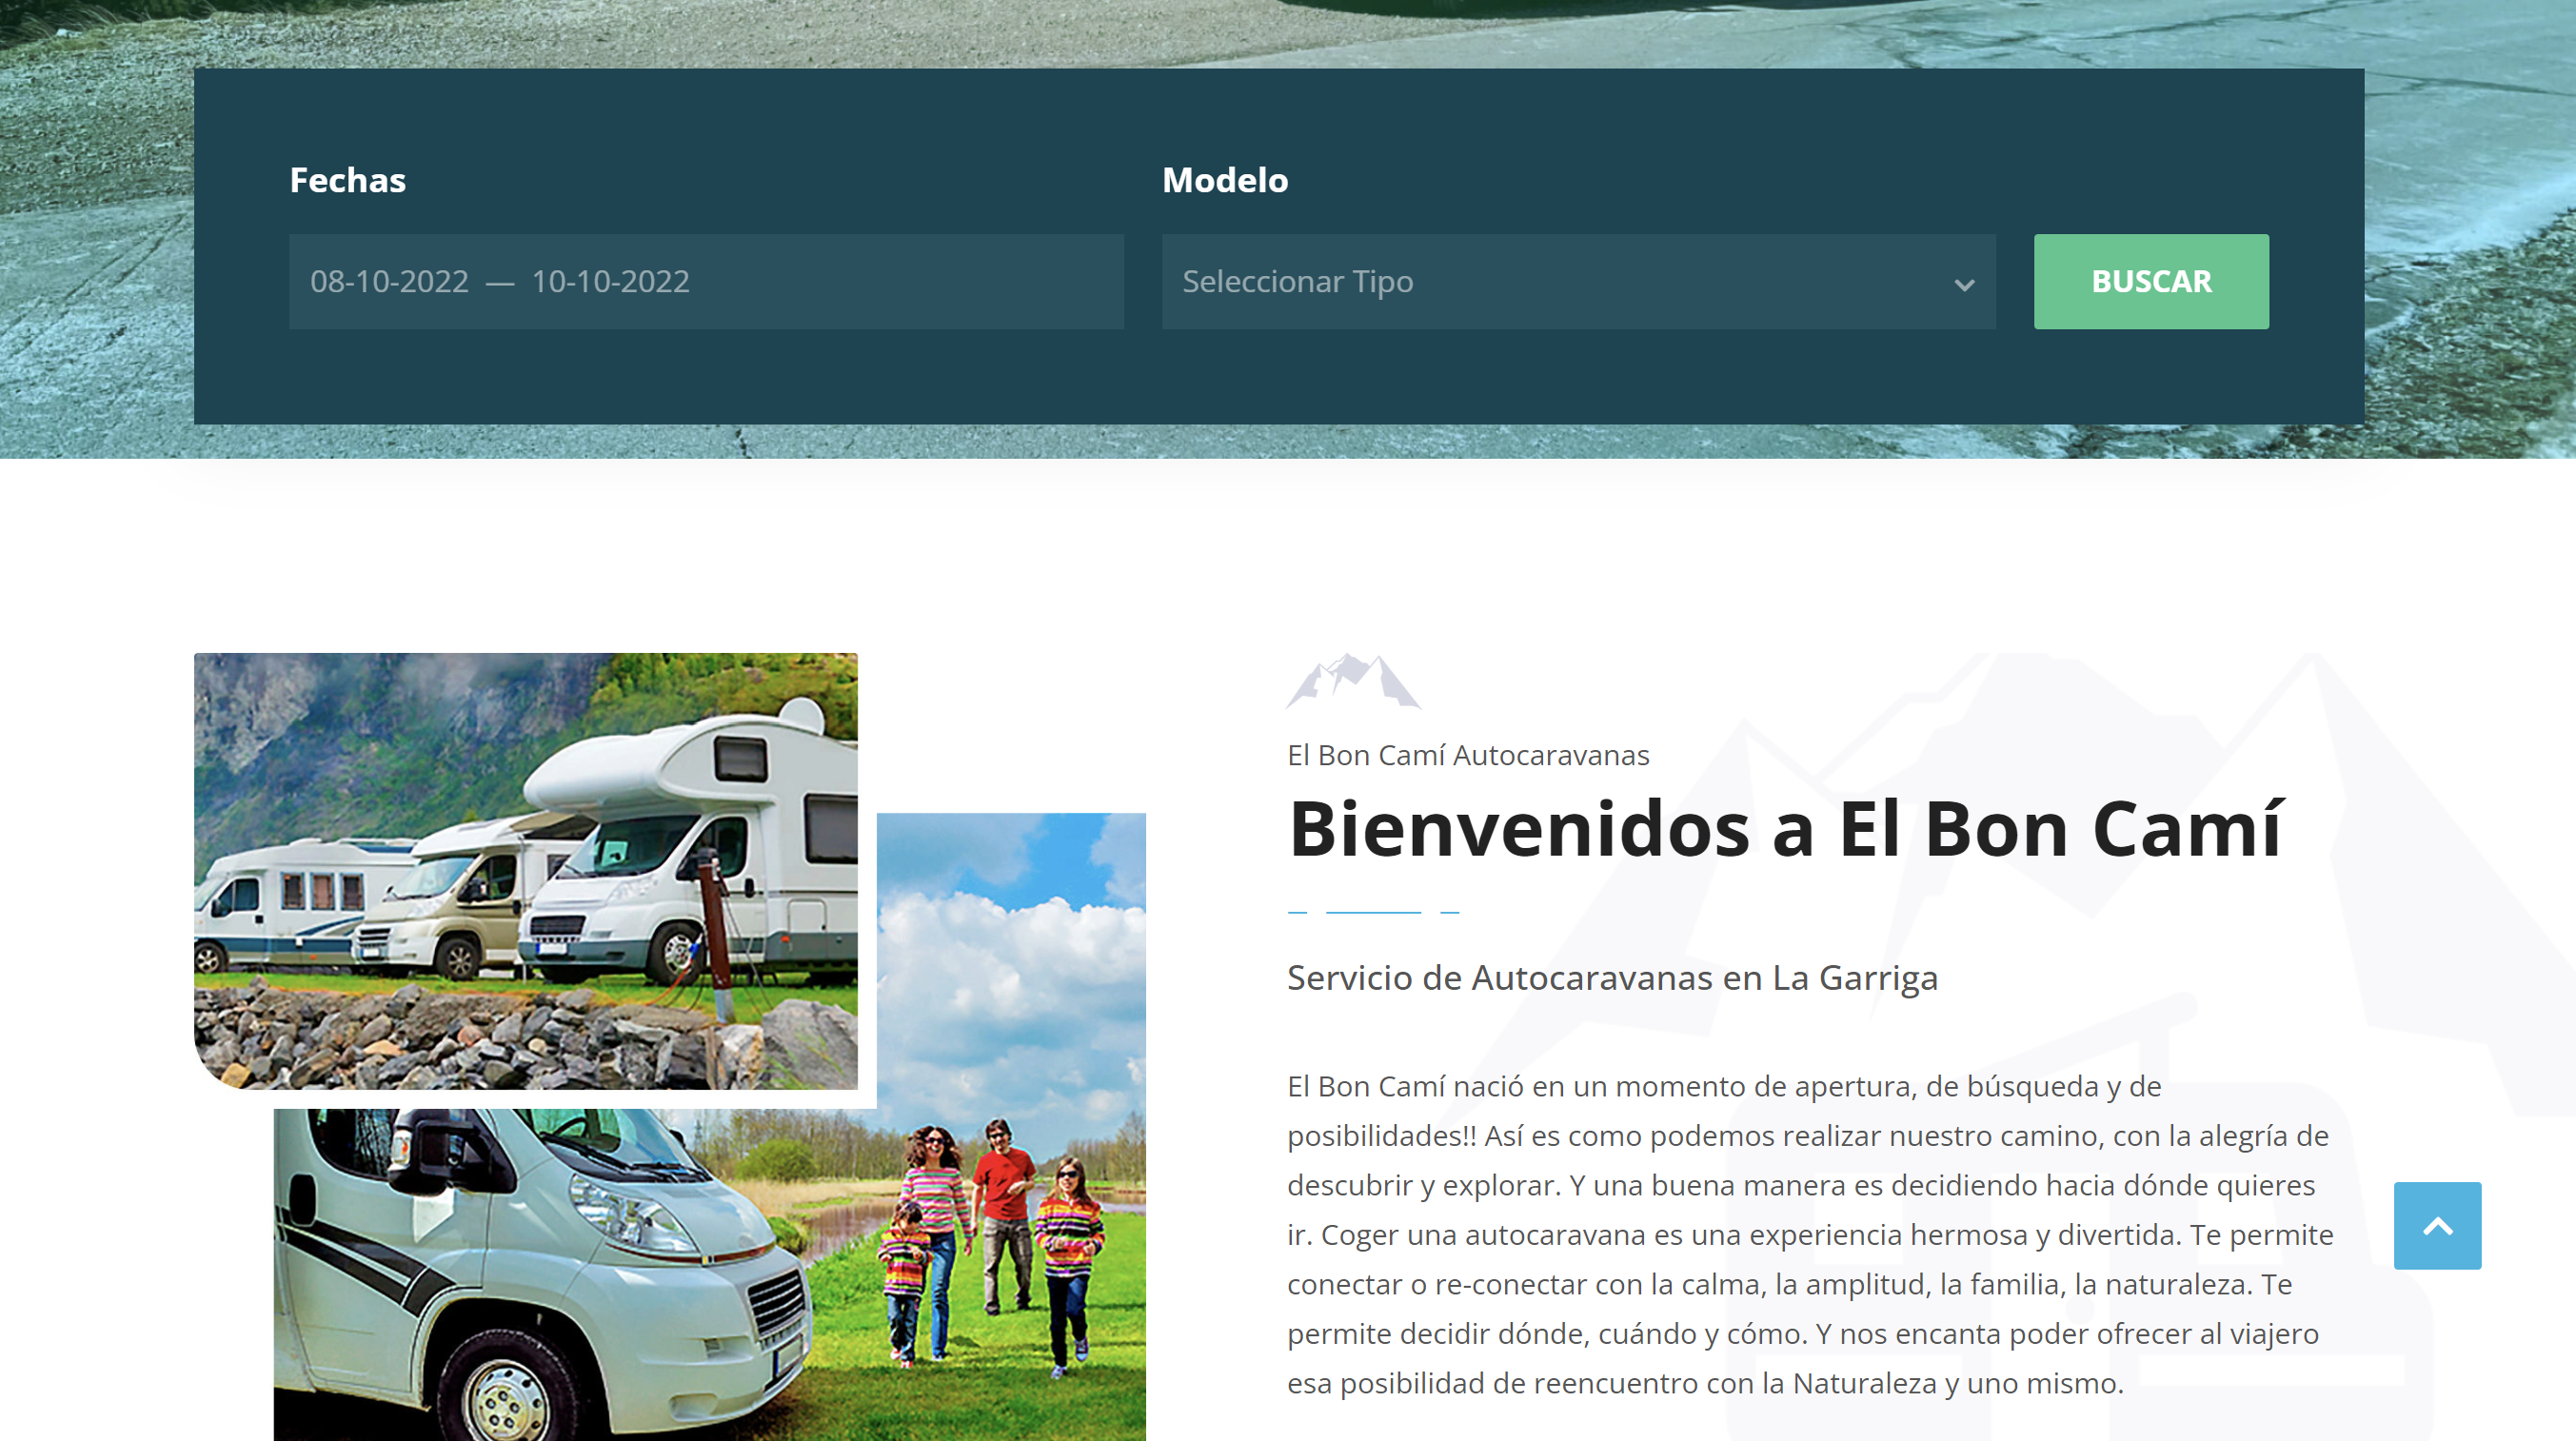 Fechas
Modelo
08-10-2022 — 10-10-2022
Seleccionar Tipo
BUSCAR
El Bon Camí Autocaravanas
Bienvenidos a El Bon Camí
Servicio de Autocaravanas en La Garriga
El Bon Camí nació en un momento de apertura, de búsqueda y de
posibilidades!! Así es como podemos realizar nuestro camino, con la alegría de
descubrir y explorar. Y una buena manera es decidiendo hacia dónde quieres
ir. Coger una autocaravana es una experiencia hermosa y divertida. Te permite
conectar o re-conectar con la calma, la amplitud, la familia, la naturaleza. Te
permite decidir dónde, cuándo y cómo. Y nos encanta poder ofrecer al viajero
esa posibilidad de reencuentro con la Naturaleza y uno mismo.